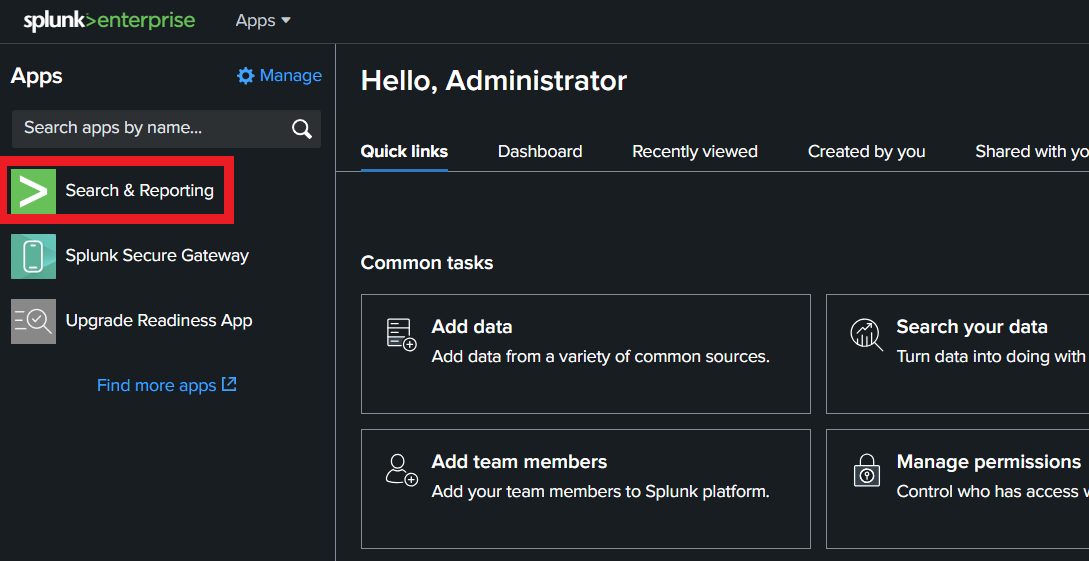 splunk>enterprise Apps
Apps Manage
Search apps by name...
Search & Reporting
Splunk Secure Gateway
Upgrade Readiness App
Find more apps
Hello, Administrator
Quick links Dashboard Recently viewed Created by you Shared with yo
Common tasks
Add data
Add data from a variety of common sources.
Search your data
Turn data into doing with
Add team members
Add your team members to Splunk platform.
Manage permissions
Control who has access w